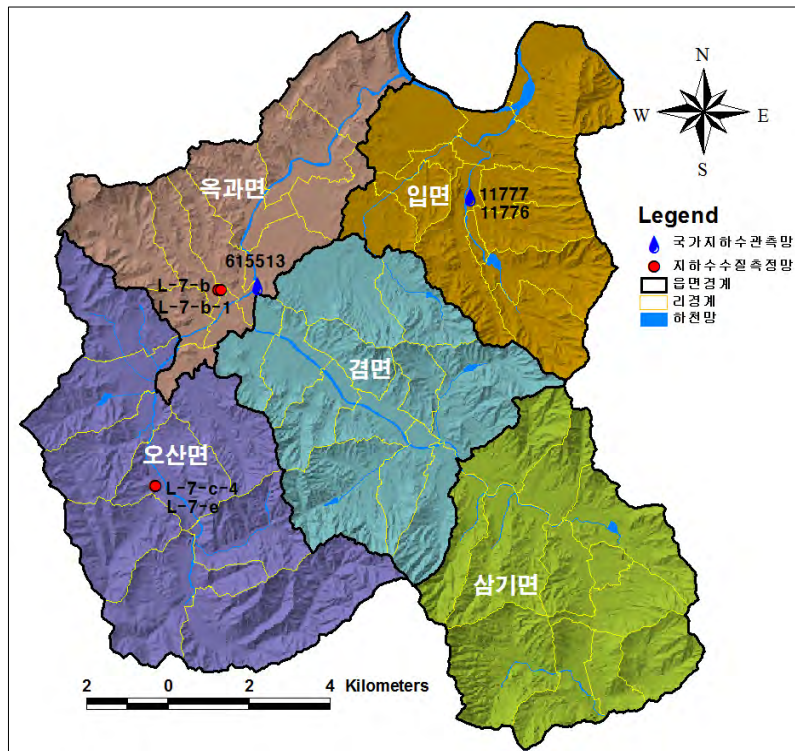 N
W
E
S
옥과면
입면
11777
11776
Legend
국가지하수관측망
지하수수질측정망
읍면경계
리경계
하천망
615513
L-7-b
L-7-b-1
겸면
오산면
L-7-c-4
L-7-e
삼기면
2 0 2 4 Kilometers